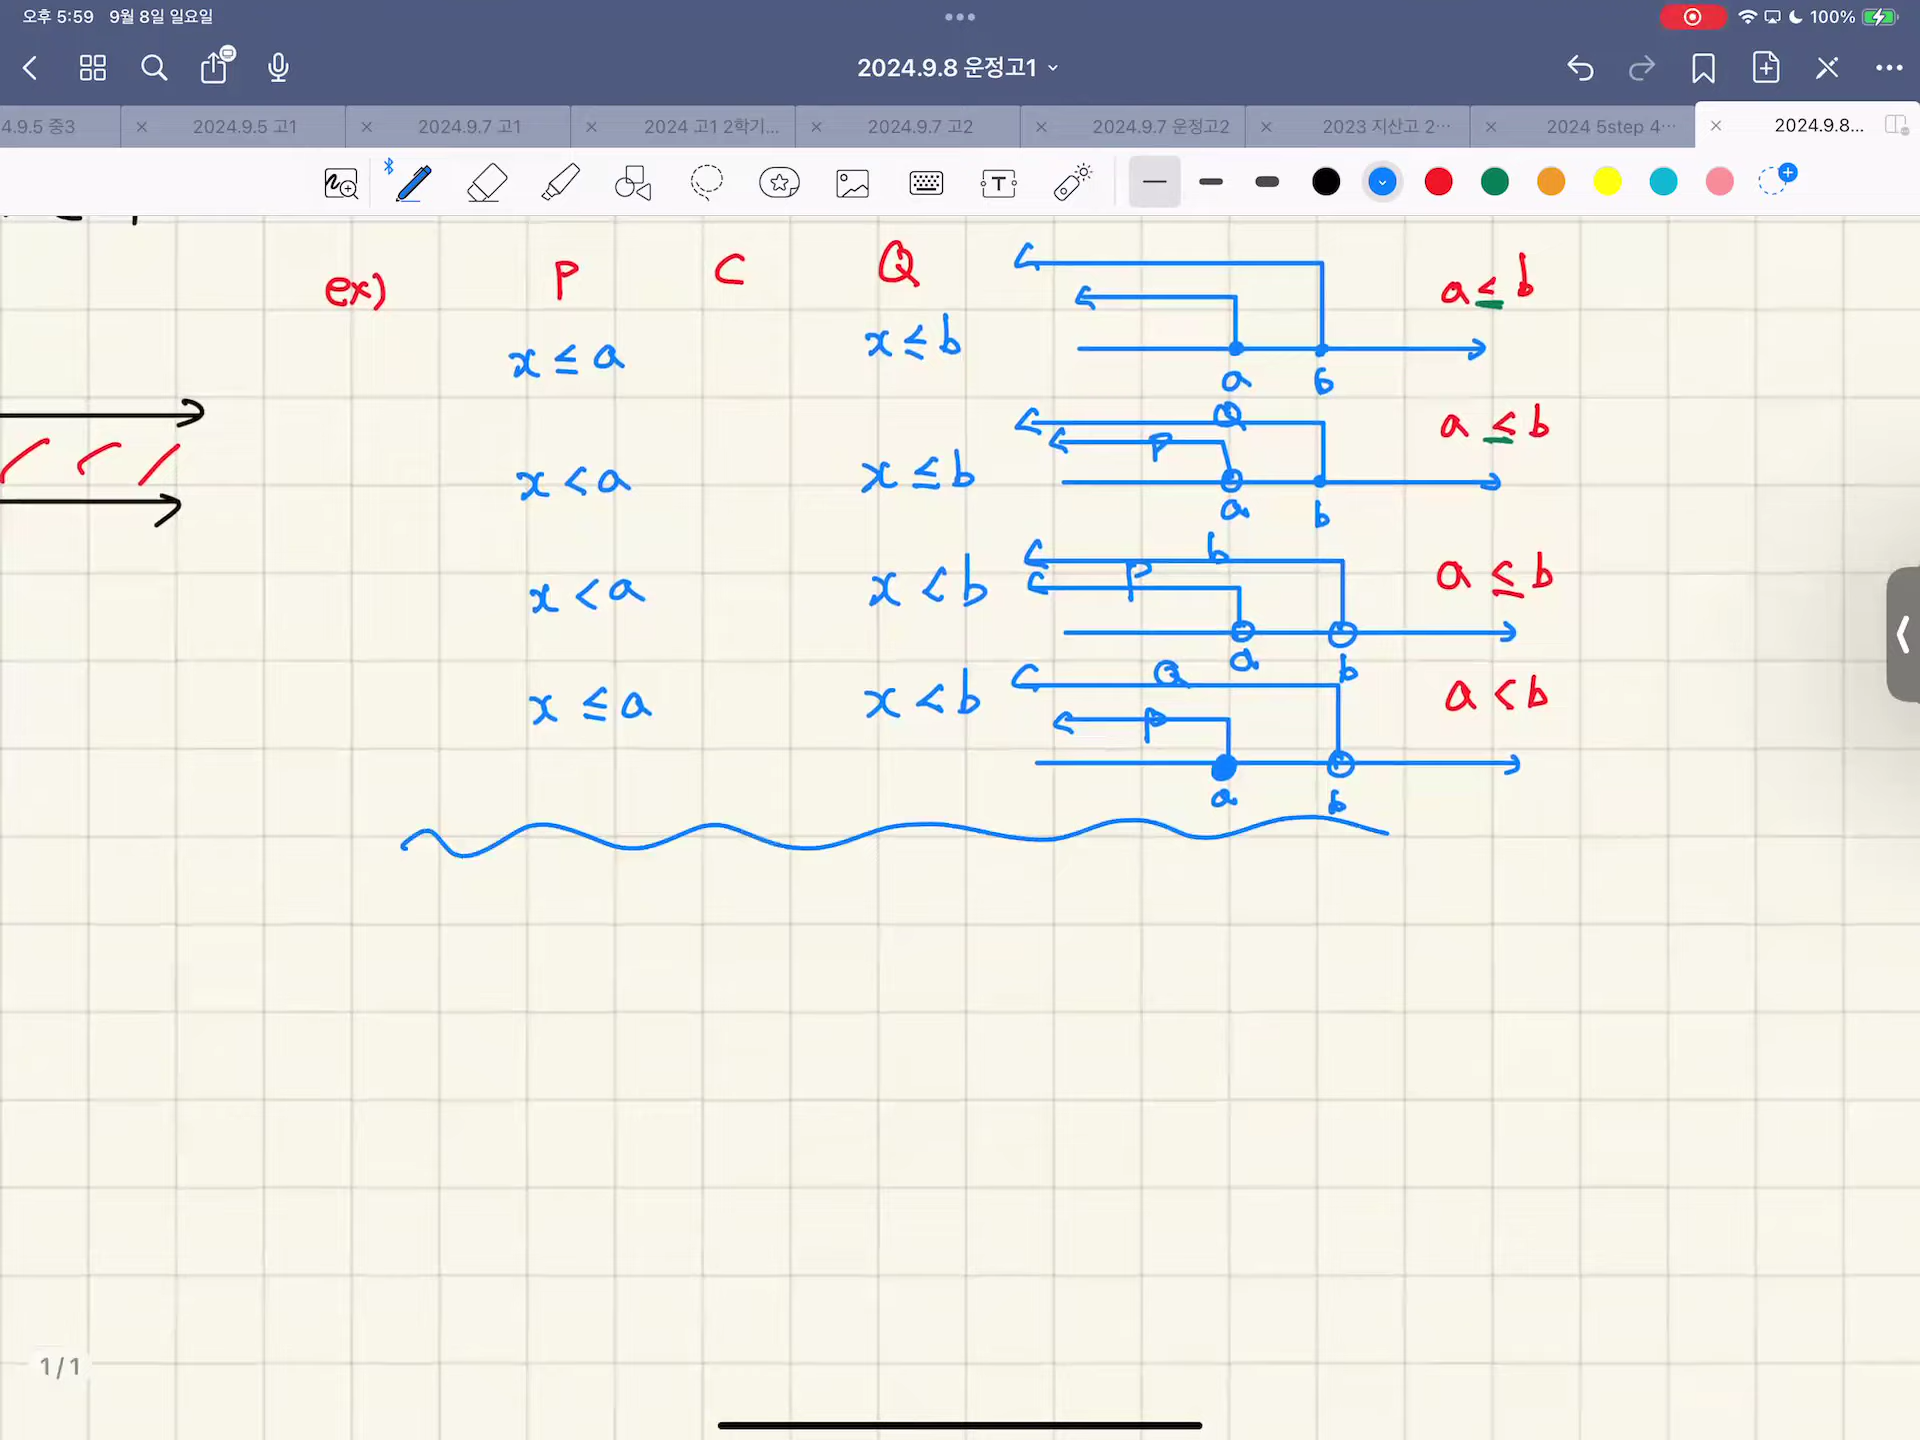 오후 5:59 9월 8일 일요일
100%
2024.9.8 운정고1
4.9.5 중3
2024.9.5 고1
2024.9.7 고1
2024 고1 2학기...
2024.9.7 고2
2024.9.7 운정고2
2023 지산고 2...
2024 5step 4...
2024.9.8...
ex) P ⊂ Q
x ≤ a x ≤ b a ≤ b
a b
x < a x ≤ b Q P a ≤ b
a b
x < a x < b b P a ≤ b
a b
x ≤ a x < b Q P a < b
a b
1 / 1